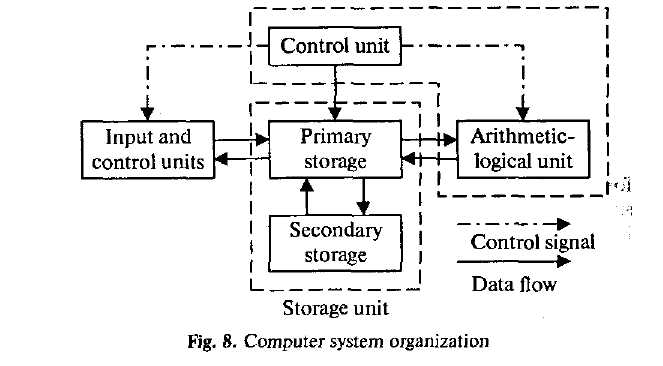 Control unit
Input and
control units
Primary
storage
Arithmetic-
logical unit
Secondary
storage
Control signal
Data flow
Storage unit
Fig. 8. Computer system organization